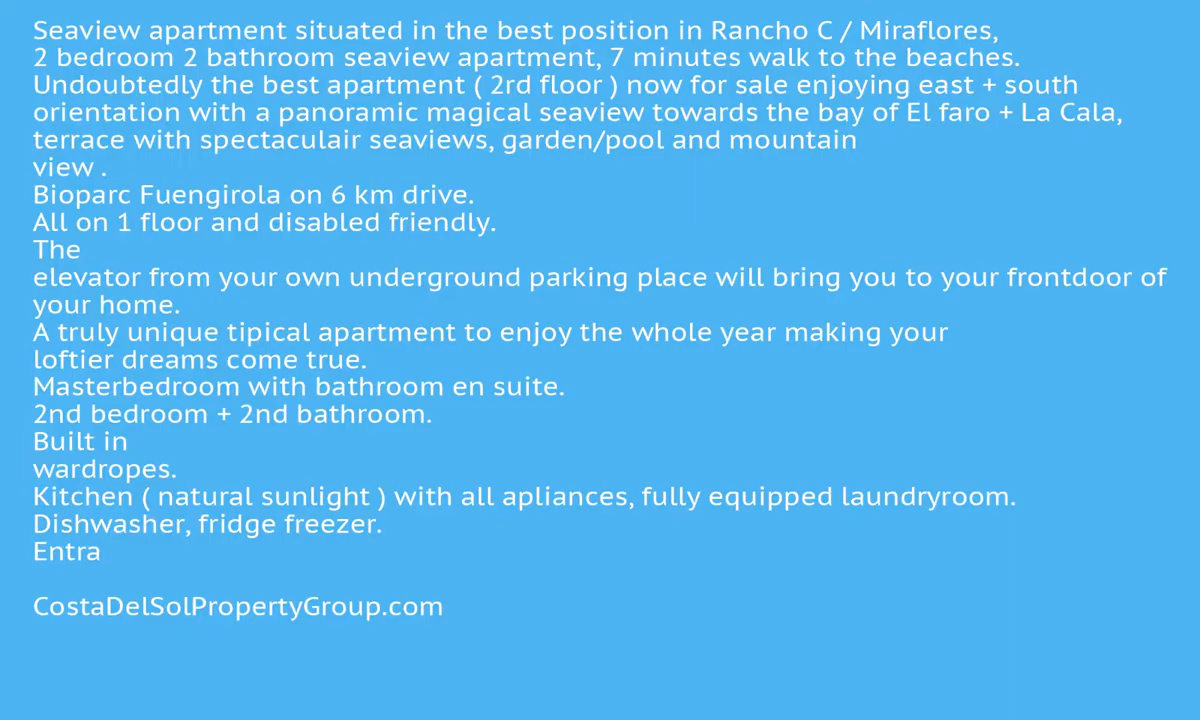 Seaview apartment situated in the best position in Rancho C / Miraflores,
2 bedroom 2 bathroom seaview apartment, 7 minutes walk to the beaches.
Undoubtedly the best apartment ( 2rd floor ) now for sale enjoying east + south
orientation with a panoramic magical seaview towards the bay of El faro + La Cala,
terrace with spectaculair seaviews, garden/pool and mountain
view .
Bioparc Fuengirola on 6 km drive.
All on 1 floor and disabled friendly.
The
elevator from your own underground parking place will bring you to your frontdoor of
your home.
A truly unique tipical apartment to enjoy the whole year making your
loftier dreams come true.
Masterbedroom with bathroom en suite.
2nd bedroom + 2nd bathroom.
Built in
wardropes.
Kitchen ( natural sunlight ) with all apliances, fully equipped laundryroom.
Dishwasher, fridge freezer.
Entra
CostaDelSolPropertyGroup.com